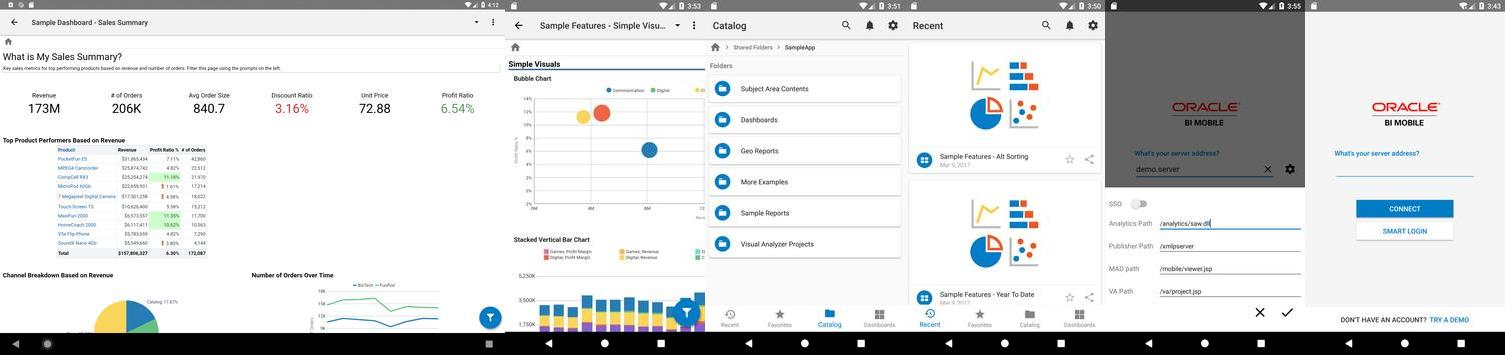 4:12
Sample Dashboard - Sales Summary
What is My Sales Summary?
Key sales metrics for top performing products based on revenue and number of orders. Filter this page using the prompts on the left.
Revenue # of Orders Avg Order Size Discount Ratio Unit Price Profit Ratio
173M 206K 840.7 3.16% 72.88 6.54%
Top Product Performers Based on Revenue
Product Revenue Profit Ratio % # of Orders
PocketFun ES $31,665,434 7.11% 42,860
MPEG4 Camcorder $25,874,742 4.82% 22,512
CompCell RX3 $25,254,274 11.18% 21,970
MicroPod 60Gb $22,659,931 1.61% 17,214
7 Megapixel Digital Camera $17,501,258 4.38% 18,622
Touch-Screen T5 $10,626,400 5.58% 15,212
MaxiFun 2000 $6,573,557 11.35% 11,700
HomeCoach 2000 $6,117,411 10.62% 10,563
V5x Flip Phone $5,783,659 4.82% 7,290
SoundX Nano 4Gb $5,549,660 3.80% 4,144
Total $157,806,327 6.30% 172,087
Channel Breakdown Based on Revenue
Catalog, 17.87%
Number of Orders Over Time
BizTech FunPod
18K
15K
12K
9K
Orders
3:53
Sample Features - Simple Visu...
Simple Visuals
Bubble Chart
Communication Digital
14%
12%
10%
8%
6%
4%
2%
0%
-2%
Profit Ratio %
0M 4M 8M 12
Stacked Vertical Bar Chart
Games, Profit Margin Games, Revenue
Digital, Profit Margin Digital, Revenue
5,250K
3,500K
1,750K
3:51
Catalog
Shared Folders SampleApp
Folders
Subject Area Contents
Dashboards
Geo Reports
More Examples
Sample Reports
Visual Analyzer Projects
Recent Favorites Catalog Dashboards
3:50
Recent
Sample Features - Alt Sorting
Mar 9, 2017
Sample Features - Year To Date
Mar 9, 2017
Recent Favorites Catalog Dashboards
3:55
ORACLE
BI MOBILE
What's your server address?
demo.server
SSO
Analytics Path /analytics/saw.dll
Publisher Path /xmlpserver
MAD path /mobile/viewer.jsp
VA Path /va/project.jsp
3:43
ORACLE
BI MOBILE
What's your server address?
CONNECT
SMART LOGIN
DON'T HAVE AN ACCOUNT? TRY A DEMO